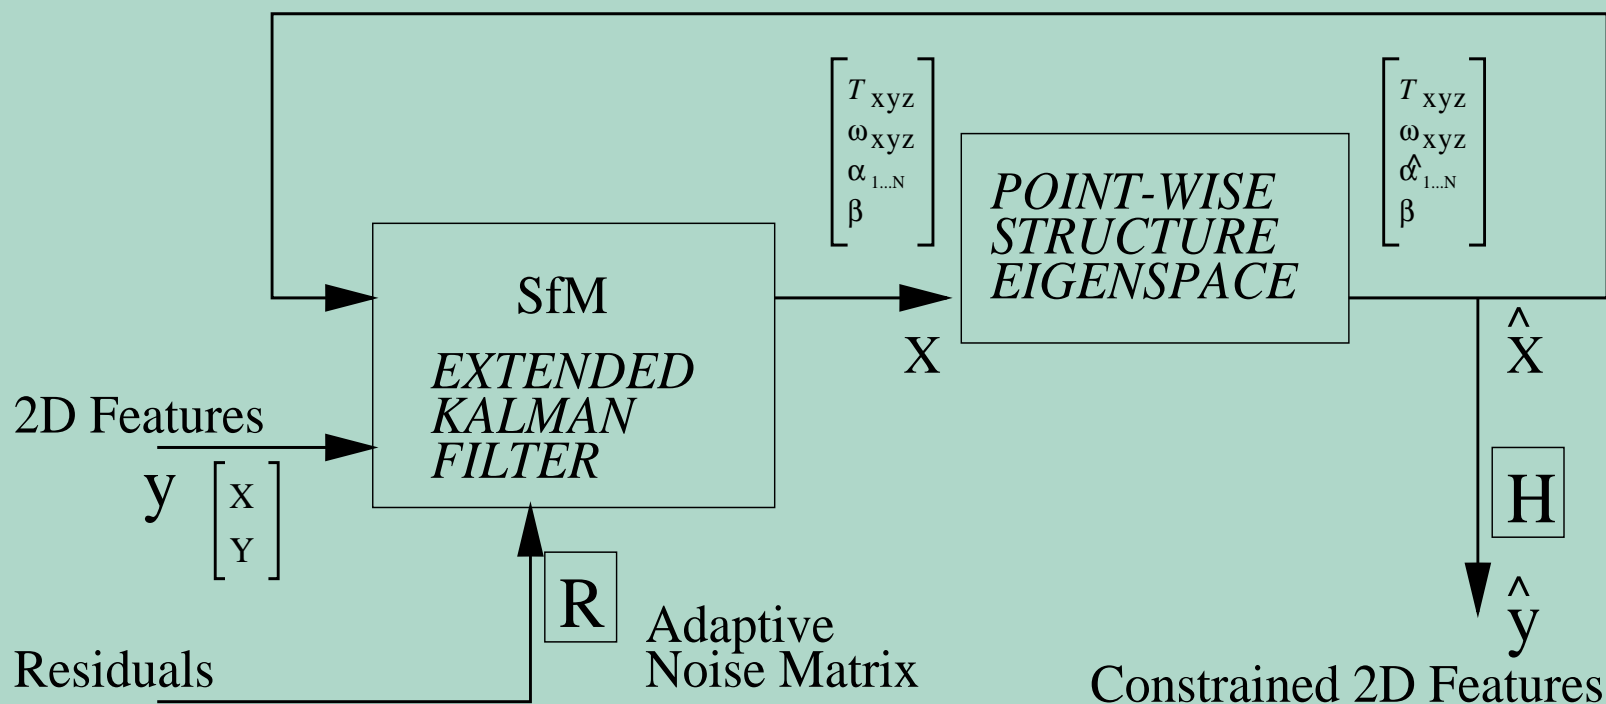 T xyz
ω xyz
α 1...N
β
T xyz
ω xyz
α̂ 1...N
β
POINT-WISE
STRUCTURE
EIGENSPACE
SfM
EXTENDED
KALMAN
FILTER
X
X̂
2D Features
y
X
Y
H
R
Adaptive
Noise Matrix
Residuals
ŷ
Constrained 2D Features